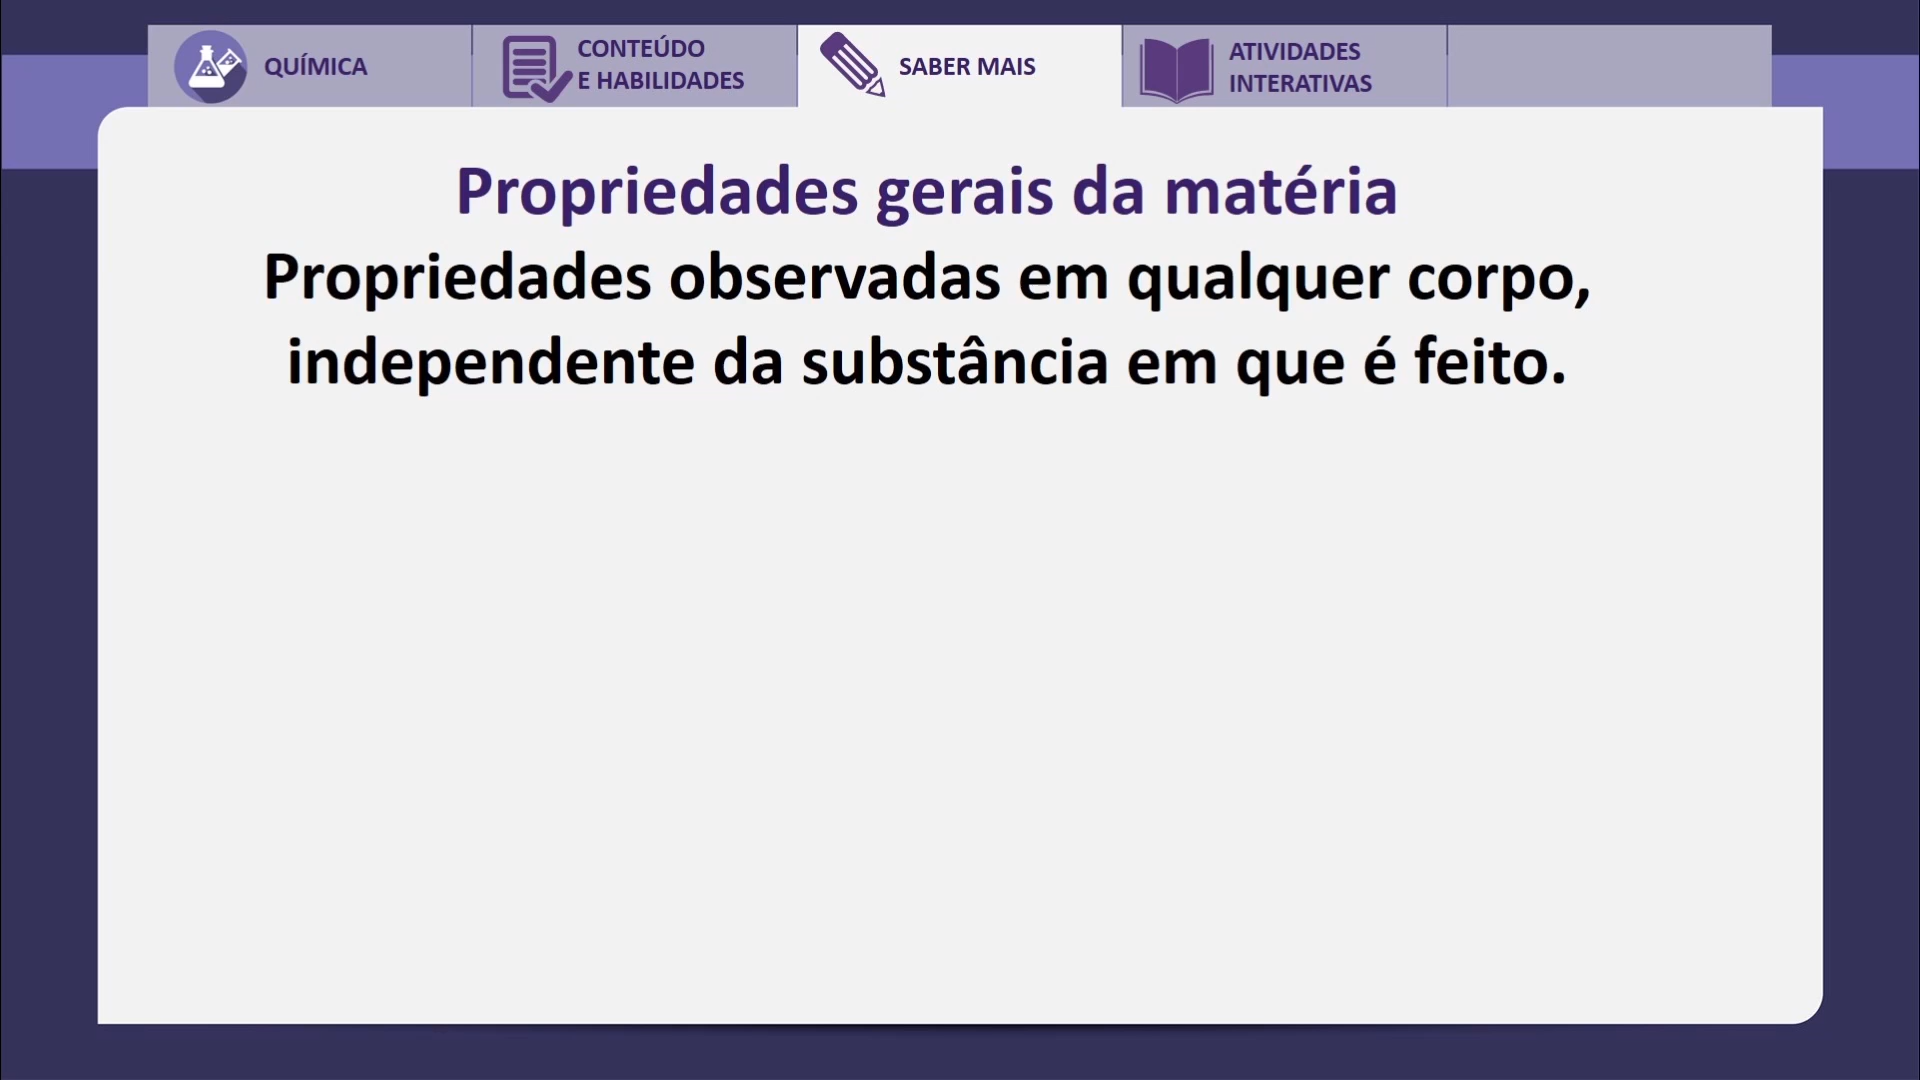 QUÍMICA
CONTEÚDO
E HABILIDADES
SABER MAIS
ATIVIDADES
INTERATIVAS
Propriedades gerais da matéria
Propriedades observadas em qualquer corpo,
independente da substância em que é feito.